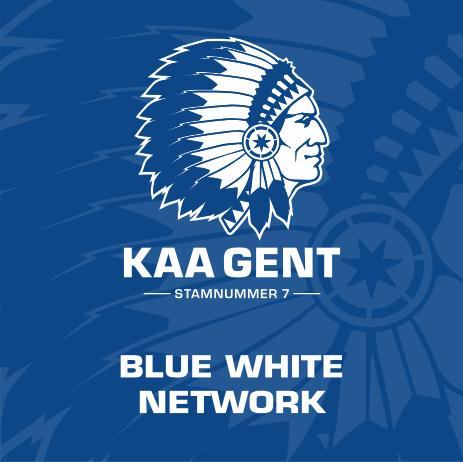 KAA GENT
STAMNUMMER 7
BLUE WHITE
NETWORK